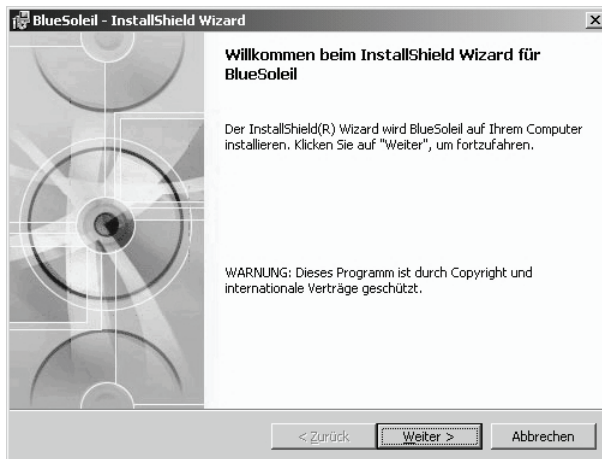 BlueSoleil - InstallShield Wizard
Willkommen beim InstallShield Wizard für
BlueSoleil
Der InstallShield(R) Wizard wird BlueSoleil auf Ihrem Computer
installieren. Klicken Sie auf "Weiter", um fortzufahren.
WARNUNG: Dieses Programm ist durch Copyright und
internationale Verträge geschützt.
< Zurück
Weiter >
Abbrechen